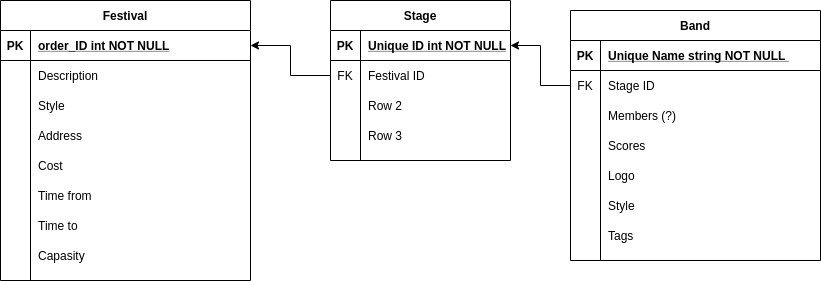 Festival
PK order_ID int NOT NULL
Description
Style
Address
Cost
Time from
Time to
Capasity
Stage
PK Unique ID int NOT NULL
FK Festival ID
Row 2
Row 3
Band
PK Unique Name string NOT NULL
FK Stage ID
Members (?)
Scores
Logo
Style
Tags